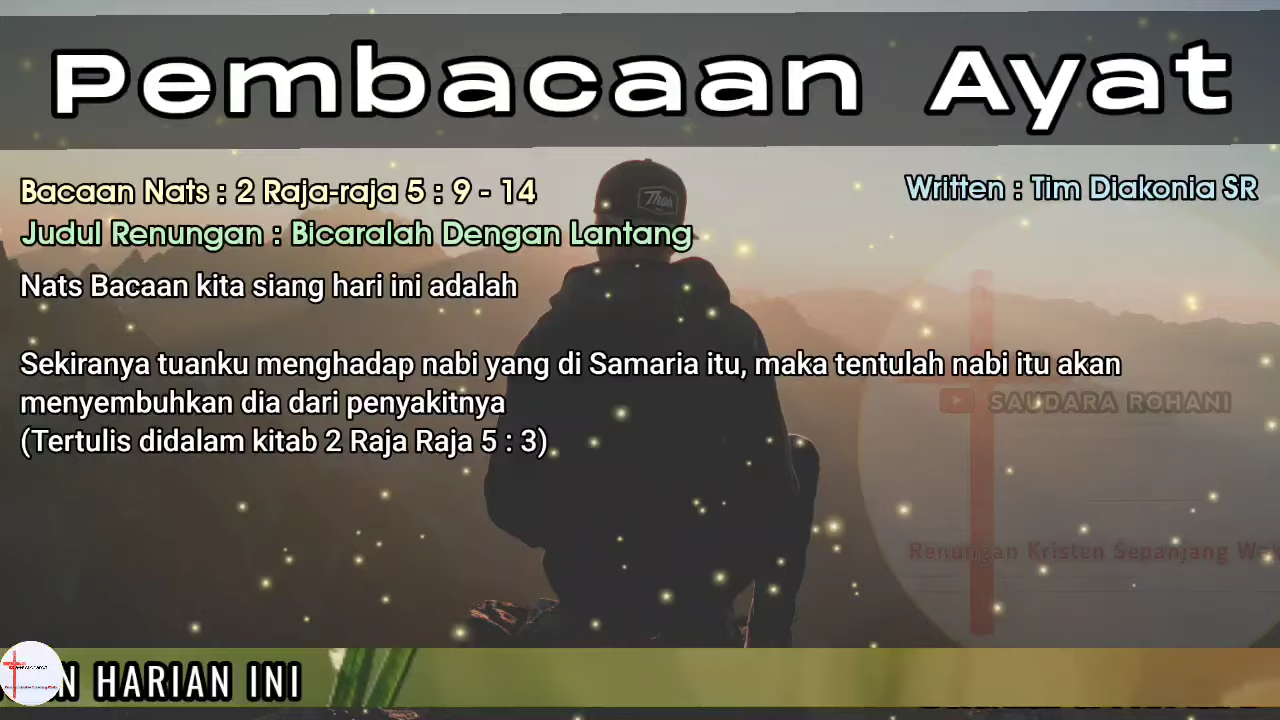 Pembacaan Ayat
Bacaan Nats : 2 Raja-raja 5 : 9 - 14
Written : Tim Diakonia SR
Judul Renungan : Bicaralah Dengan Lantang
Nats Bacaan kita siang hari ini adalah
Sekiranya tuanku menghadap nabi yang di Samaria itu, maka tentulah nabi itu akan
menyembuhkan dia dari penyakitnya
(Tertulis didalam kitab 2 Raja Raja 5 : 3)
SAUDARA ROHANI
Renungan Kristen Sepanjang
HARIAN INI